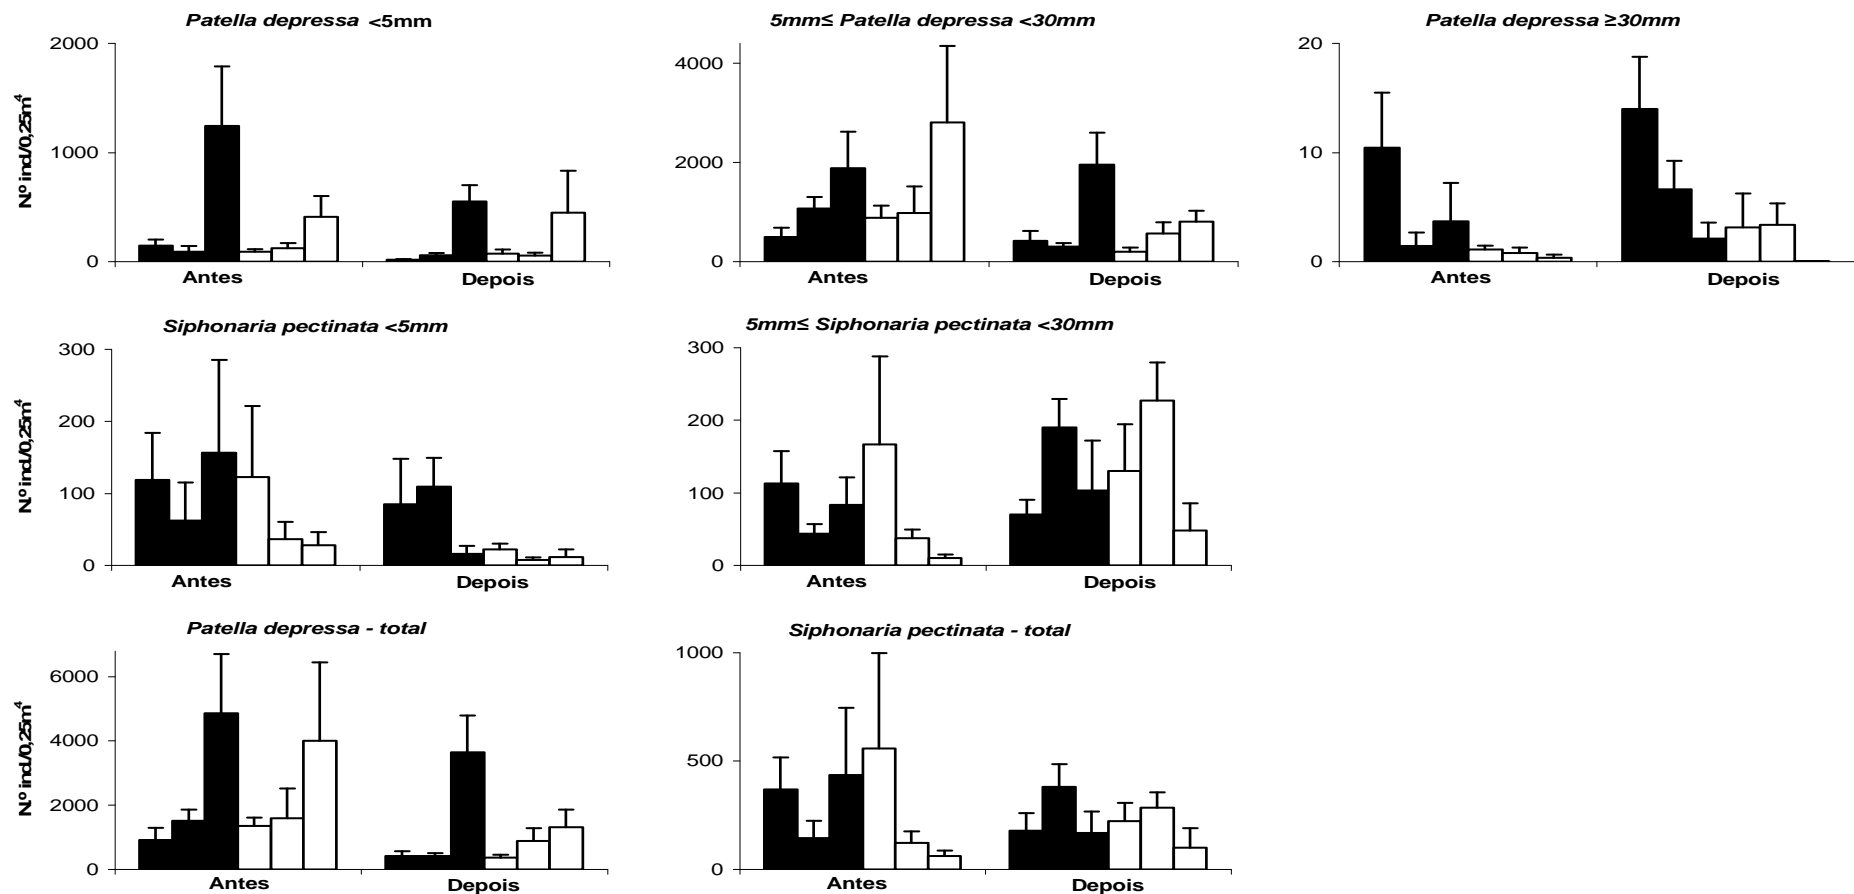 Patella depressa <5mm
5mm≤ Patella depressa <30mm
Patella depressa ≥30mm
N.º ind/0,25m⁴
2000
1000
0
Antes
Depois
4000
2000
0
Antes
Depois
20
10
0
Antes
Depois
Siphonaria pectinata <5mm
5mm≤ Siphonaria pectinata <30mm
N.º ind/0,25m⁴
300
200
100
0
Antes
Depois
300
200
100
0
Antes
Depois
Patella depressa - total
Siphonaria pectinata - total
N.º ind/0,25m⁴
6000
4000
2000
0
Antes
Depois
1000
500
0
Antes
Depois